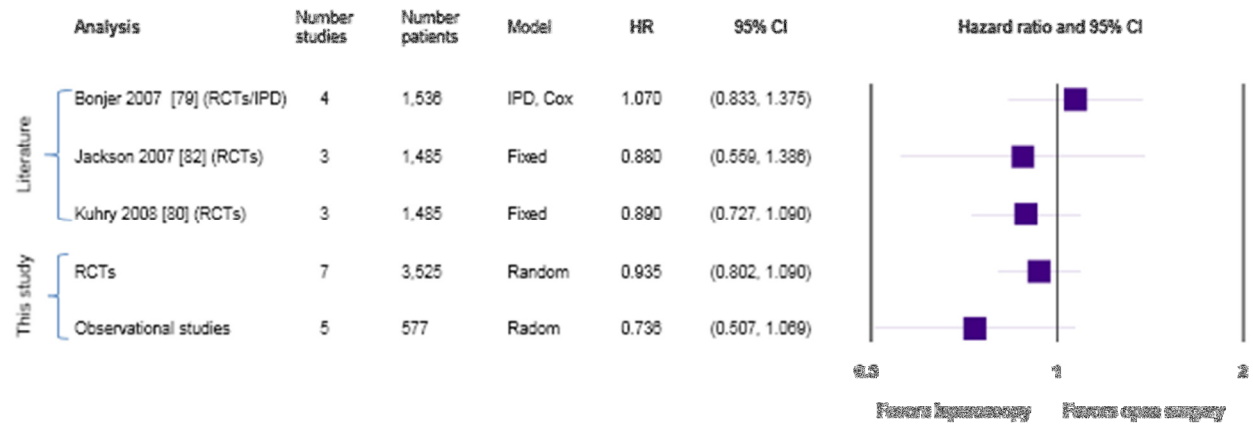 Analysis Number studies Number patients Model HR 95% CI Hazard ratio and 95% CI
Literature
Bonjer 2007 [79] (RCTs/IPD) 4 1,536 IPD, Cox 1.070 (0.833, 1.375)
Jackson 2007 [82] (RCTs) 3 1,485 Fixed 0.880 (0.559, 1.386)
Kuhry 2008 [80] (RCTs) 3 1,485 Fixed 0.890 (0.727, 1.090)
This study
RCTs 7 3,525 Random 0.935 (0.802, 1.090)
Observational studies 5 577 Radom 0.736 (0.507, 1.069)
0.5 1 2
Favors laparoscopy Favors open surgery